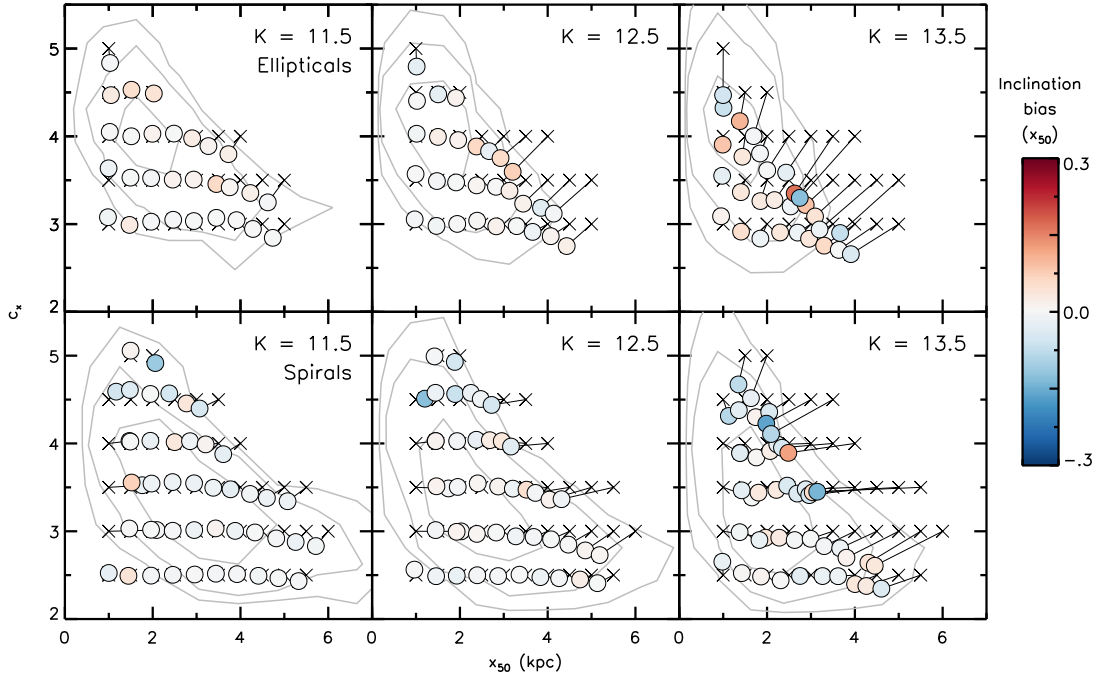 K = 11.5
Ellipticals
K = 12.5
K = 13.5
Inclination
bias
(x50)
0.3
0.0
-.3
5
4
3
2
cx
K = 11.5
Spirals
K = 12.5
K = 13.5
5
4
3
2
0 2 4 6 0 2 4 6 0 2 4 6
x50 (kpc)